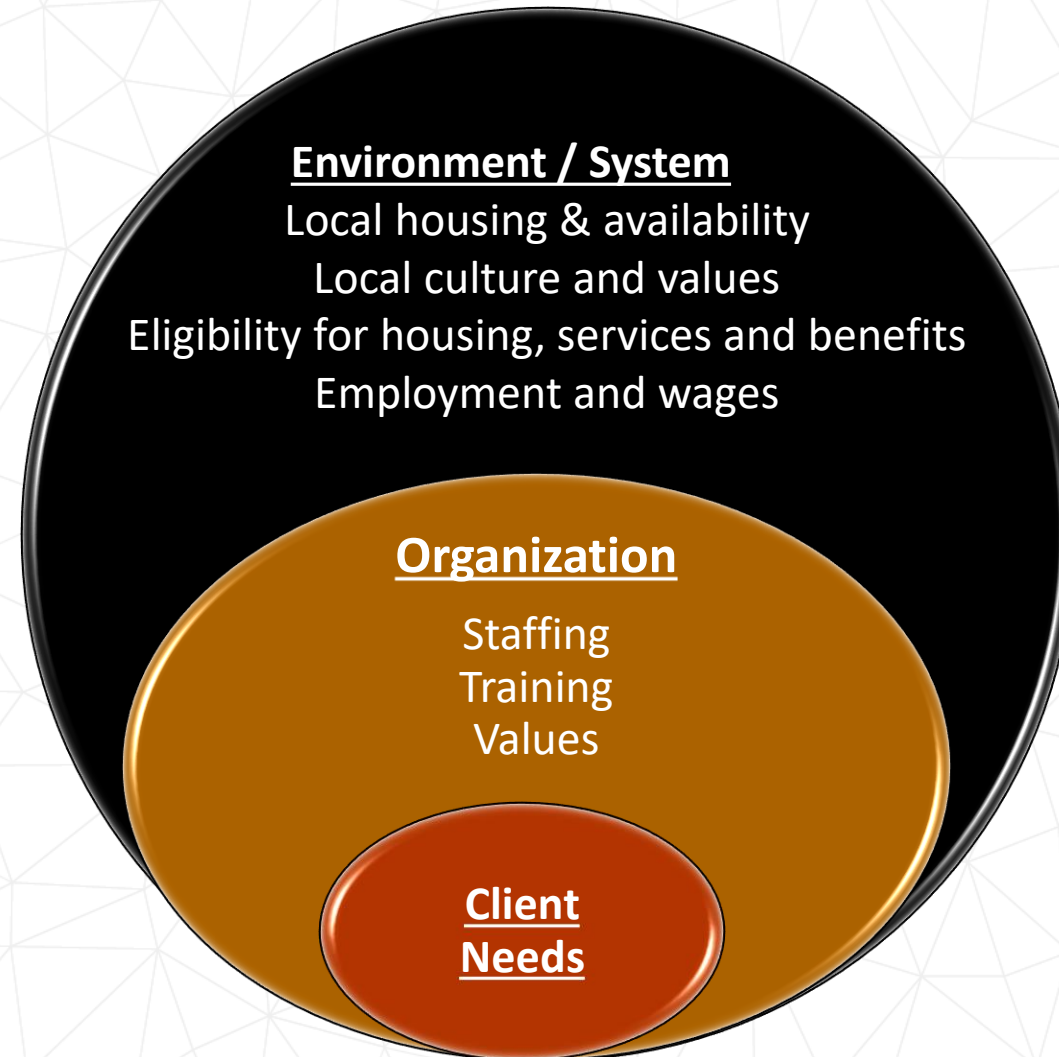 Environment / System
Local housing & availability
Local culture and values
Eligibility for housing, services and benefits
Employment and wages
Organization
Staffing
Training
Values
Client
Needs